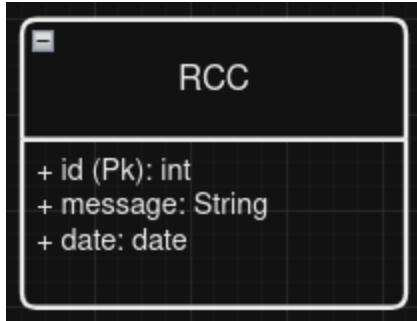 RCC
+ id (Pk): int
+ message: String
+ date: date